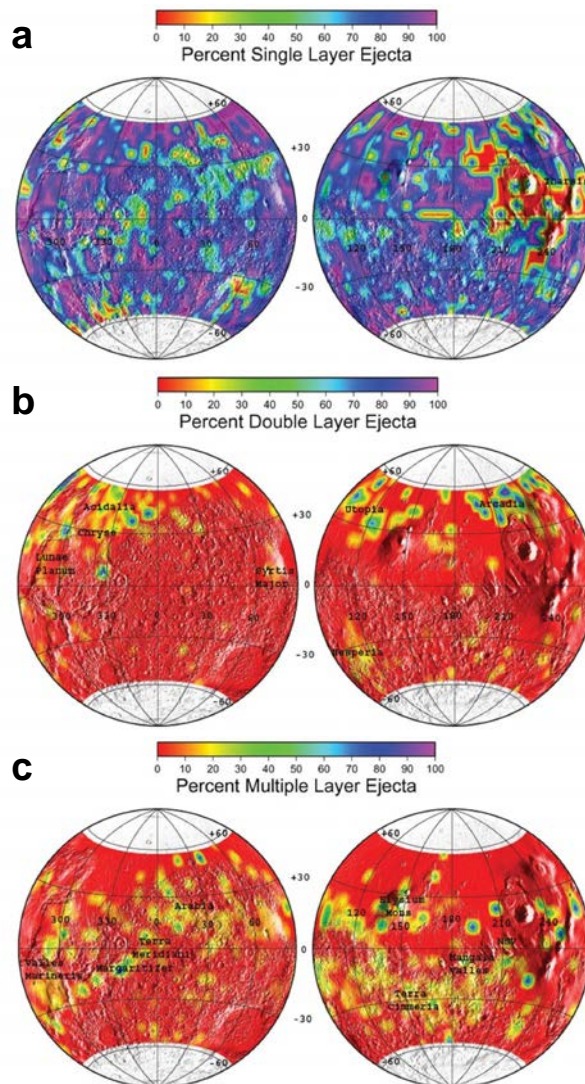 a
0 10 20 30 40 50 60 70 80 90 100
Percent Single Layer Ejecta
+60 +60
+30
Tharsis
0
300 330 0 30 60 120 150 180 210 240
-30
-60 -60
b
0 10 20 30 40 50 60 70 80 90 100
Percent Double Layer Ejecta
+60 +60
Acidalia Utopia Arcadia
+30
Chryse
Lunae
Planum Syrtis
Major 0
300 330 0 30 60 120 150 180 210 240
Hesperia
-30
-60 -60
c
0 10 20 30 40 50 60 70 80 90 100
Percent Multiple Layer Ejecta
+60 +60
+30
Arabia Elysium
Mons
300 330 0 30 60 120 150 180 210 240
Terra
Meridiani 0
Valles
Marineris Margaritifer Mangala
Valles
Terra
Cimmeria
-30
-60 -60